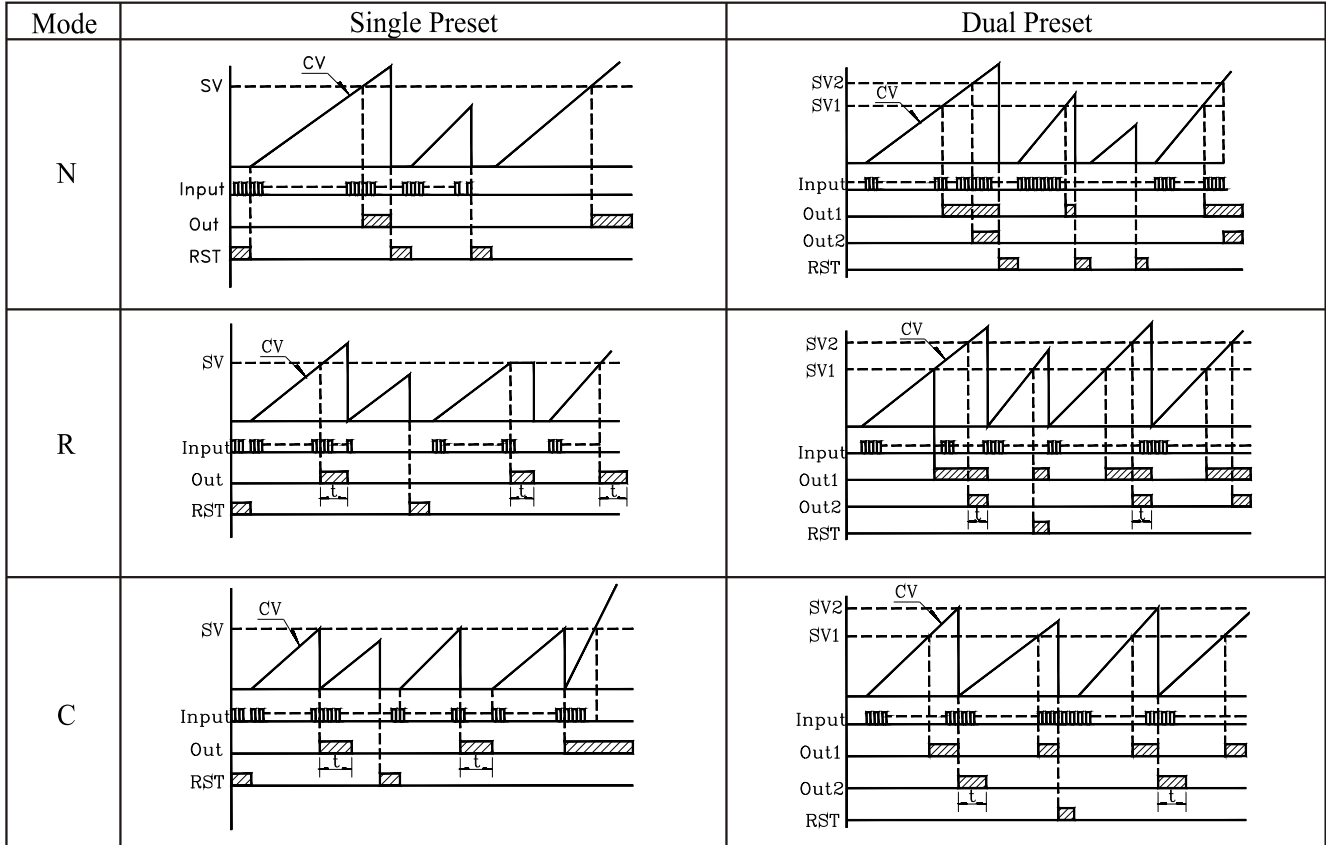 Mode Single Preset Dual Preset
N
SV
CV
Input
Out
RST
SV2
SV1
CV
Input
Out1
Out2
RST
R
SV
CV
Input
Out
t t t
RST
SV2
SV1
CV
Input
Out1
Out2
t t
RST
C
SV
CV
Input
Out
t t
RST
SV2
SV1
CV
Input
Out1
Out2
t t
RST